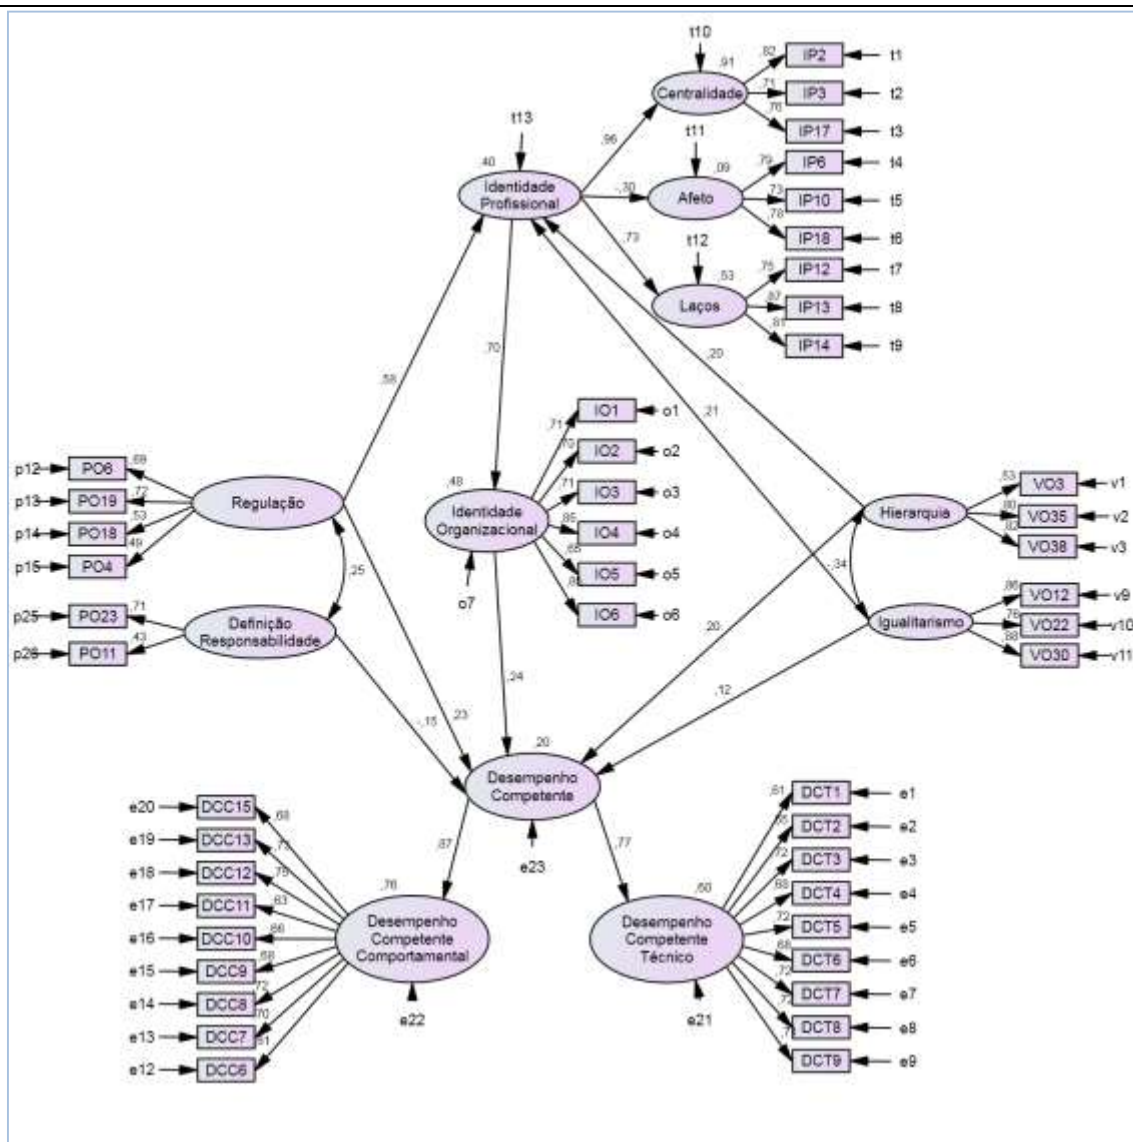 t10
,91
Centralidade
,82
IP2
t1
,71
IP3
t2
,76
IP17
t3
t13
,40
Identidade
Profissional
,96
t11
,09
Afeto
-,30
,79
IP6
t4
,73
IP10
t5
,78
IP18
t6
,73
t12
,53
Laços
,75
IP12
t7
,87
IP13
t8
,81
IP14
t9
,70
,58
,20
,21
,48
Identidade
Organizacional
o7
,71
IO1
o1
IO2
o2
,71
IO3
o3
,85
IO4
o4
IO5
o5
IO6
o6
p12
PO6
,69
p13
PO19
,72
p14
PO18
,53
p15
PO4
,49
Regulação
,25
p25
PO23
,71
p26
PO11
,43
Definição
Responsabilidade
Hierarquia
,53
VO3
v1
,80
VO35
v2
,82
VO38
v3
-,34
Igualitarismo
,86
VO12
v9
VO22
v10
,88
VO30
v11
-,15
,23
,24
,20
,12
,20
Desempenho
Competente
e23
,87
,77
e20
DCC15
,68
e19
DCC13
e18
DCC12
,75
e17
DCC11
,63
e16
DCC10
,66
e15
DCC9
,68
e14
DCC8
,72
e13
DCC7
,70
e12
DCC6
,76
Desempenho
Competente
Comportamental
e22
,60
Desempenho
Competente
Técnico
e21
,61
DCT1
e1
DCT2
e2
,72
DCT3
e3
,68
DCT4
e4
,72
DCT5
e5
,68
DCT6
e6
,72
DCT7
e7
DCT8
e8
DCT9
e9